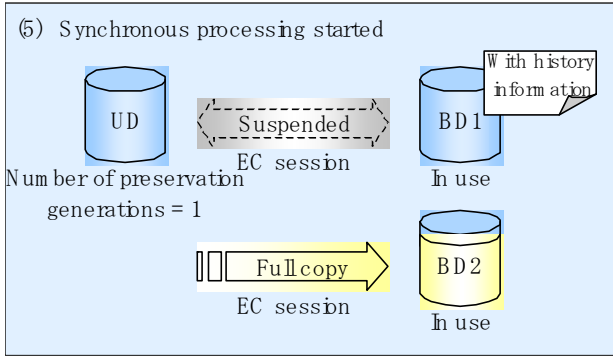 (5) Synchronous processing started
With history
information
UD
Suspended
BD1
EC session
In use
Number of preservation
generations = 1
Full copy
BD2
EC session
In use